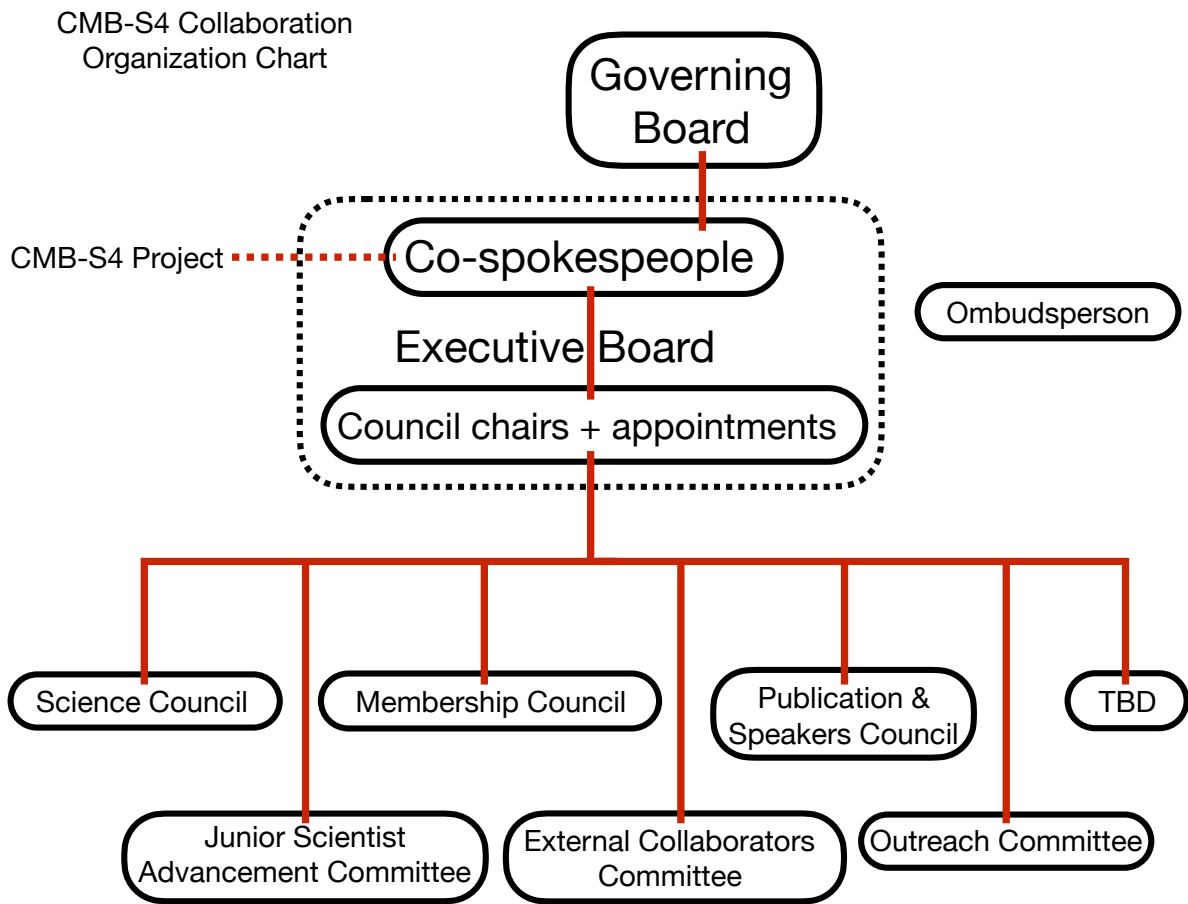 CMB-S4 Collaboration
Organization Chart
Governing
Board
CMB-S4 Project
Co-spokespeople
Ombudsperson
Executive Board
Council chairs + appointments
Science Council
Membership Council
Publication &
Speakers Council
TBD
Junior Scientist
Advancement Committee
External Collaborators
Committee
Outreach Committee